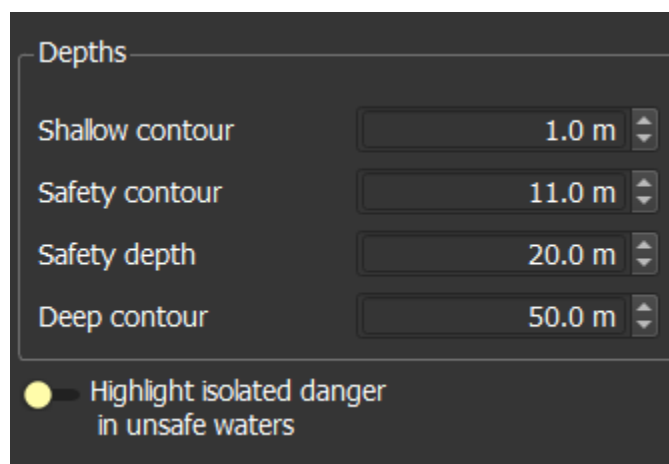 Depths
Shallow contour 1.0 m
Safety contour 11.0 m
Safety depth 20.0 m
Deep contour 50.0 m
Highlight isolated danger
in unsafe waters